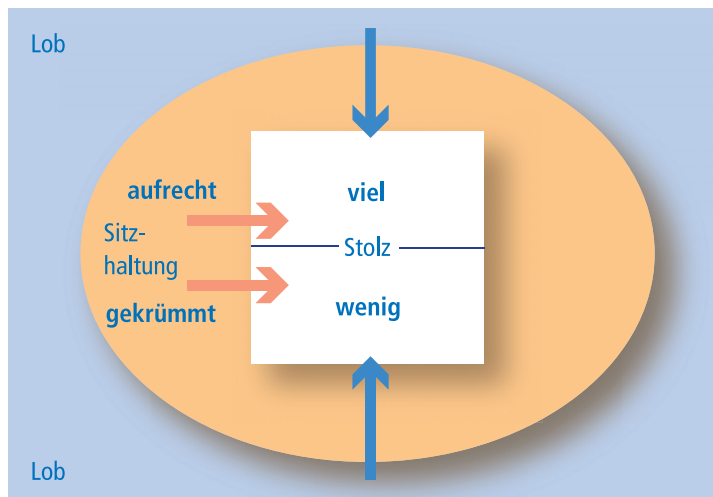 Lob
aufrecht
viel
Sitz-
haltung
Stolz
gekrümmt
wenig
Lob